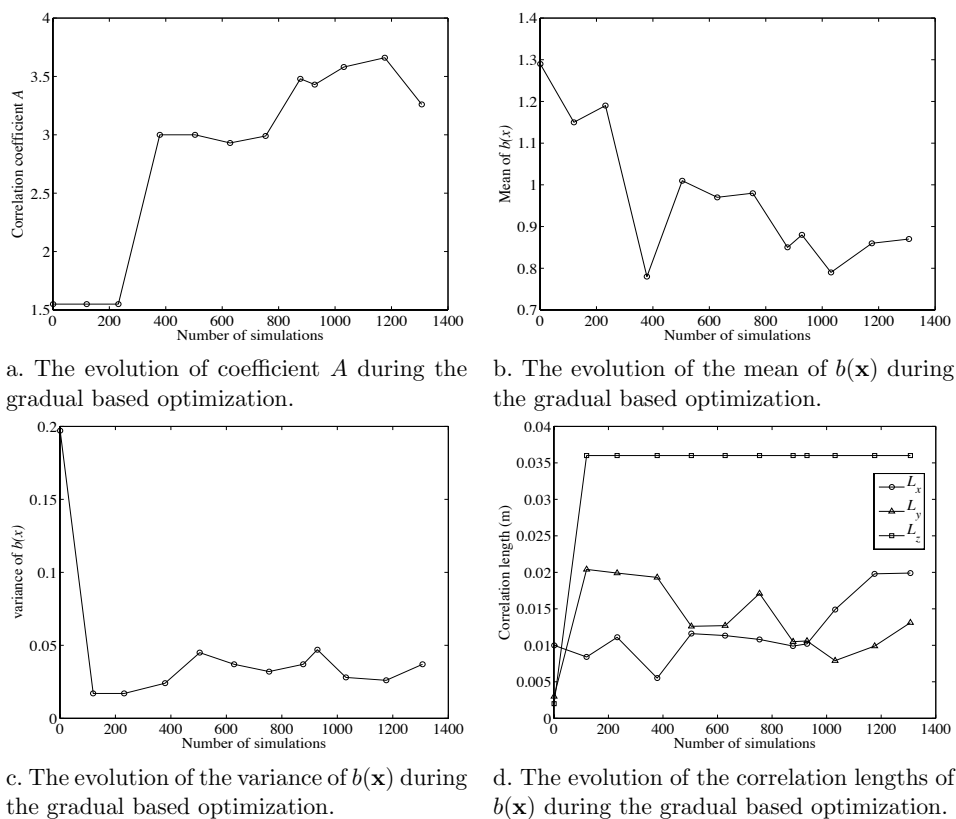 4
3.5
3
2.5
2
1.5
Correlation coefficient A
0 200 400 600 800 1000 1200 1400
Number of simulations
a. The evolution of coefficient A during the
gradual based optimization.
1.4
1.3
1.2
1.1
1
0.9
0.8
0.7
Mean of b(x)
0 200 400 600 800 1000 1200 1400
Number of simulations
b. The evolution of the mean of b(x) during
the gradual based optimization.
0.2
0.15
0.1
0.05
0
variance of b(x)
0 200 400 600 800 1000 1200 1400
Number of simulations
c. The evolution of the variance of b(x) during
the gradual based optimization.
0.04
0.035
0.03
0.025
0.02
0.015
0.01
0.005
0
Correlation length (m)
L_x
L_y
L_z
0 200 400 600 800 1000 1200 1400
Number of simulations
d. The evolution of the correlation lengths of
b(x) during the gradual based optimization.